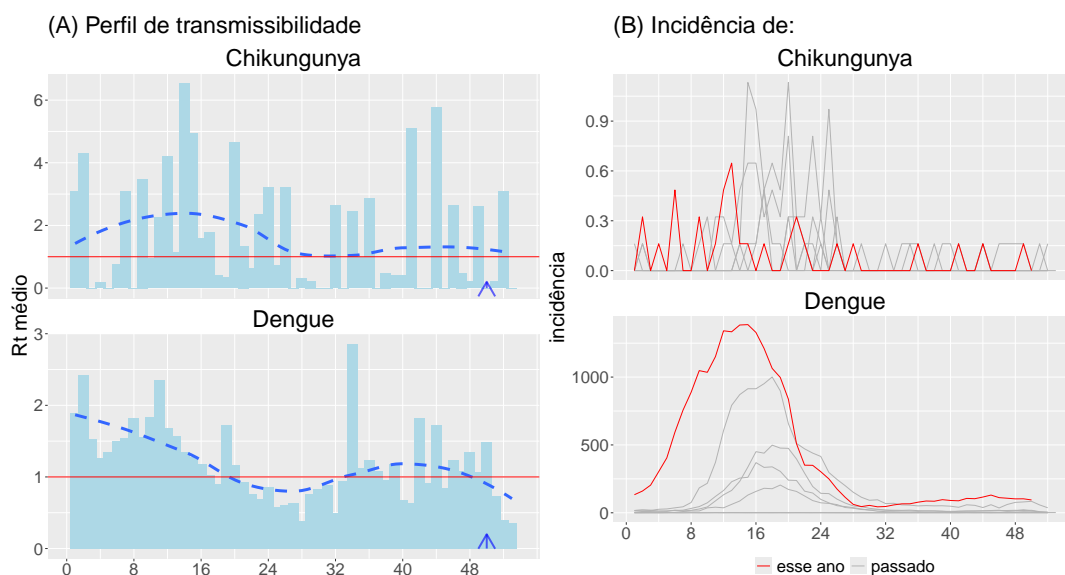 (A) Perfil de transmissibilidade
Chikungunya
6
4
2
0
Dengue
3
2
1
0
0 8 16 24 32 40 48
Rt médio
(B) Incidência de:
Chikungunya
0.9
0.6
0.3
0.0
Dengue
1000
500
0
0 8 16 24 32 40 48
incidência
esse ano passado